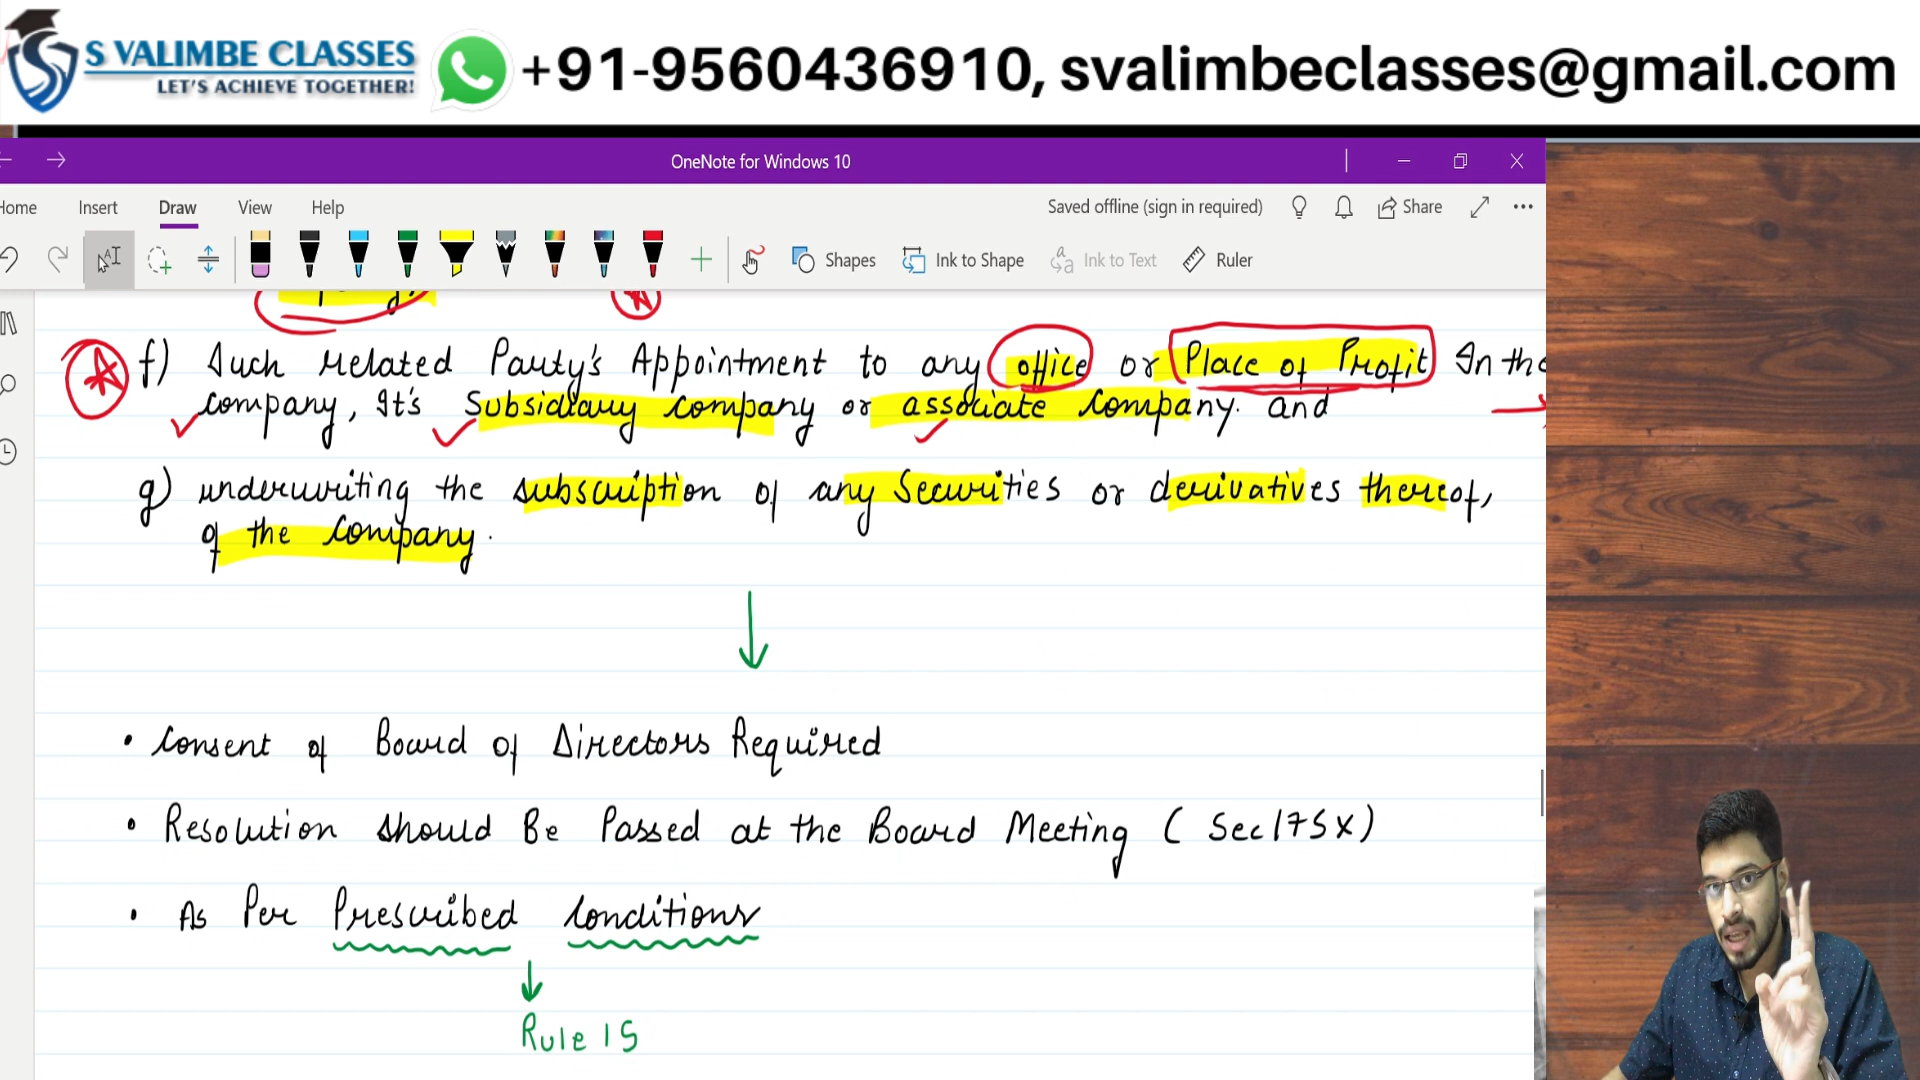 S VALIMBE CLASSES
LET'S ACHIEVE TOGETHER!
+91-9560436910, svalimbeclasses@gmail.com
OneNote for Windows 10
Home Insert Draw View Help
Saved offline (sign in required) Share
Shapes Ink to Shape Ink to Text Ruler
f) Such related Party's Appointment to any office or Place of Profit In the
company, It's Subsidiary company or associate company. and
g) underwriting the subscription of any Securities or derivatives thereof,
of the company.
• Consent of Board of Directors Required
• Resolution should Be Passed at the Board Meeting ( Sec 175 X )
• As Per Prescribed conditions
Rule 15